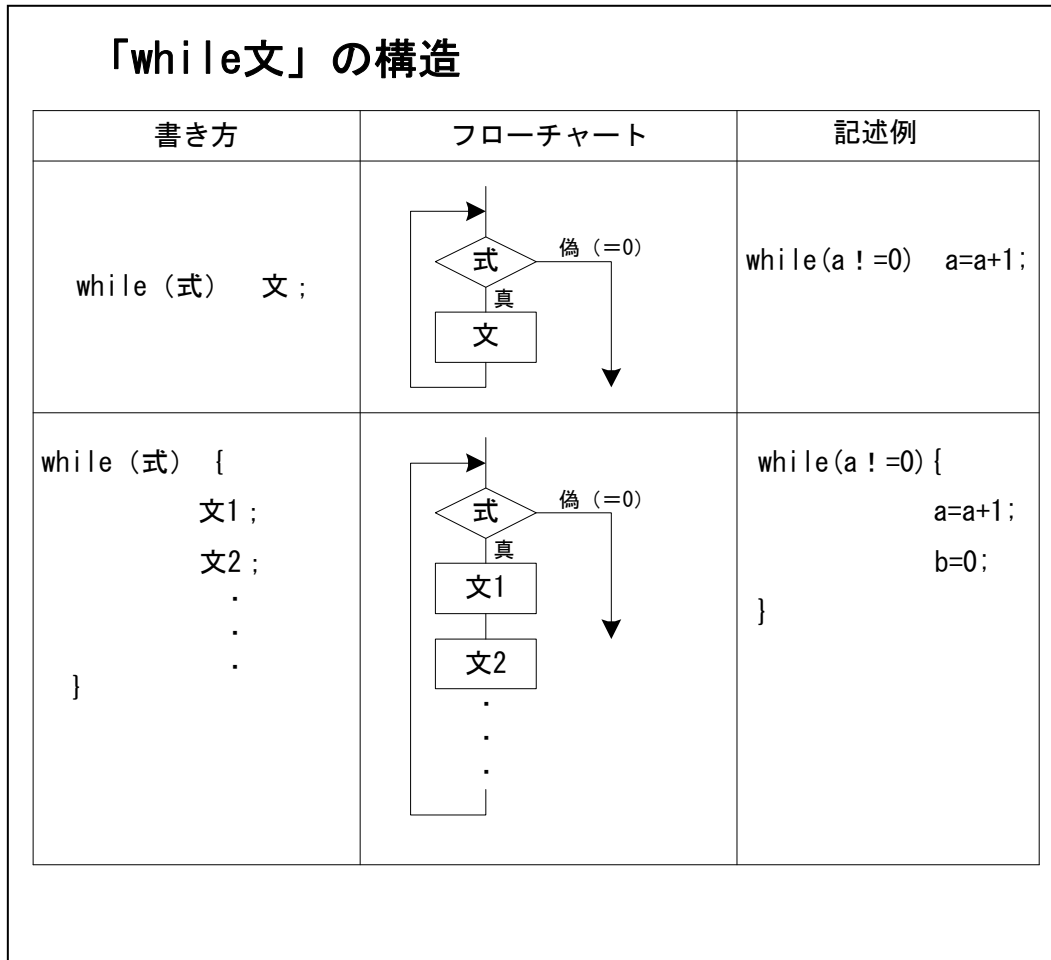 「while文」の構造
書き方
フローチャート
記述例
while（式） 文；
式
偽（＝0）
真
文
while(a！=0) a=a+1;
while（式） {
文1；
文2；
・
・
・
}
式
偽（＝0）
真
文1
文2
・
・
・
while(a！=0){
a=a+1;
b=0;
}